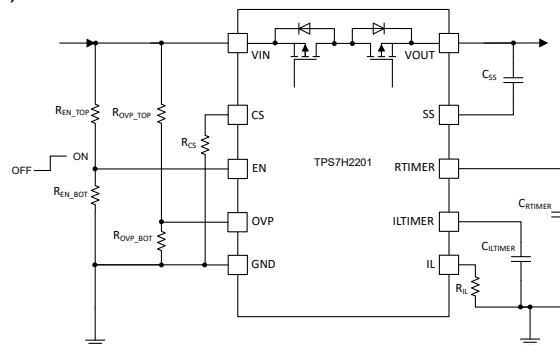 VIN
VOUT
C_SS
R_EN_TOP
R_OVP_TOP
CS
SS
R_CS
ON
OFF
TPS7H2201
EN
RTIMER
R_EN_BOT
C_RTIMER
OVP
ILTIMER
R_OVP_BOT
C_ILTIMER
GND
IL
R_IL